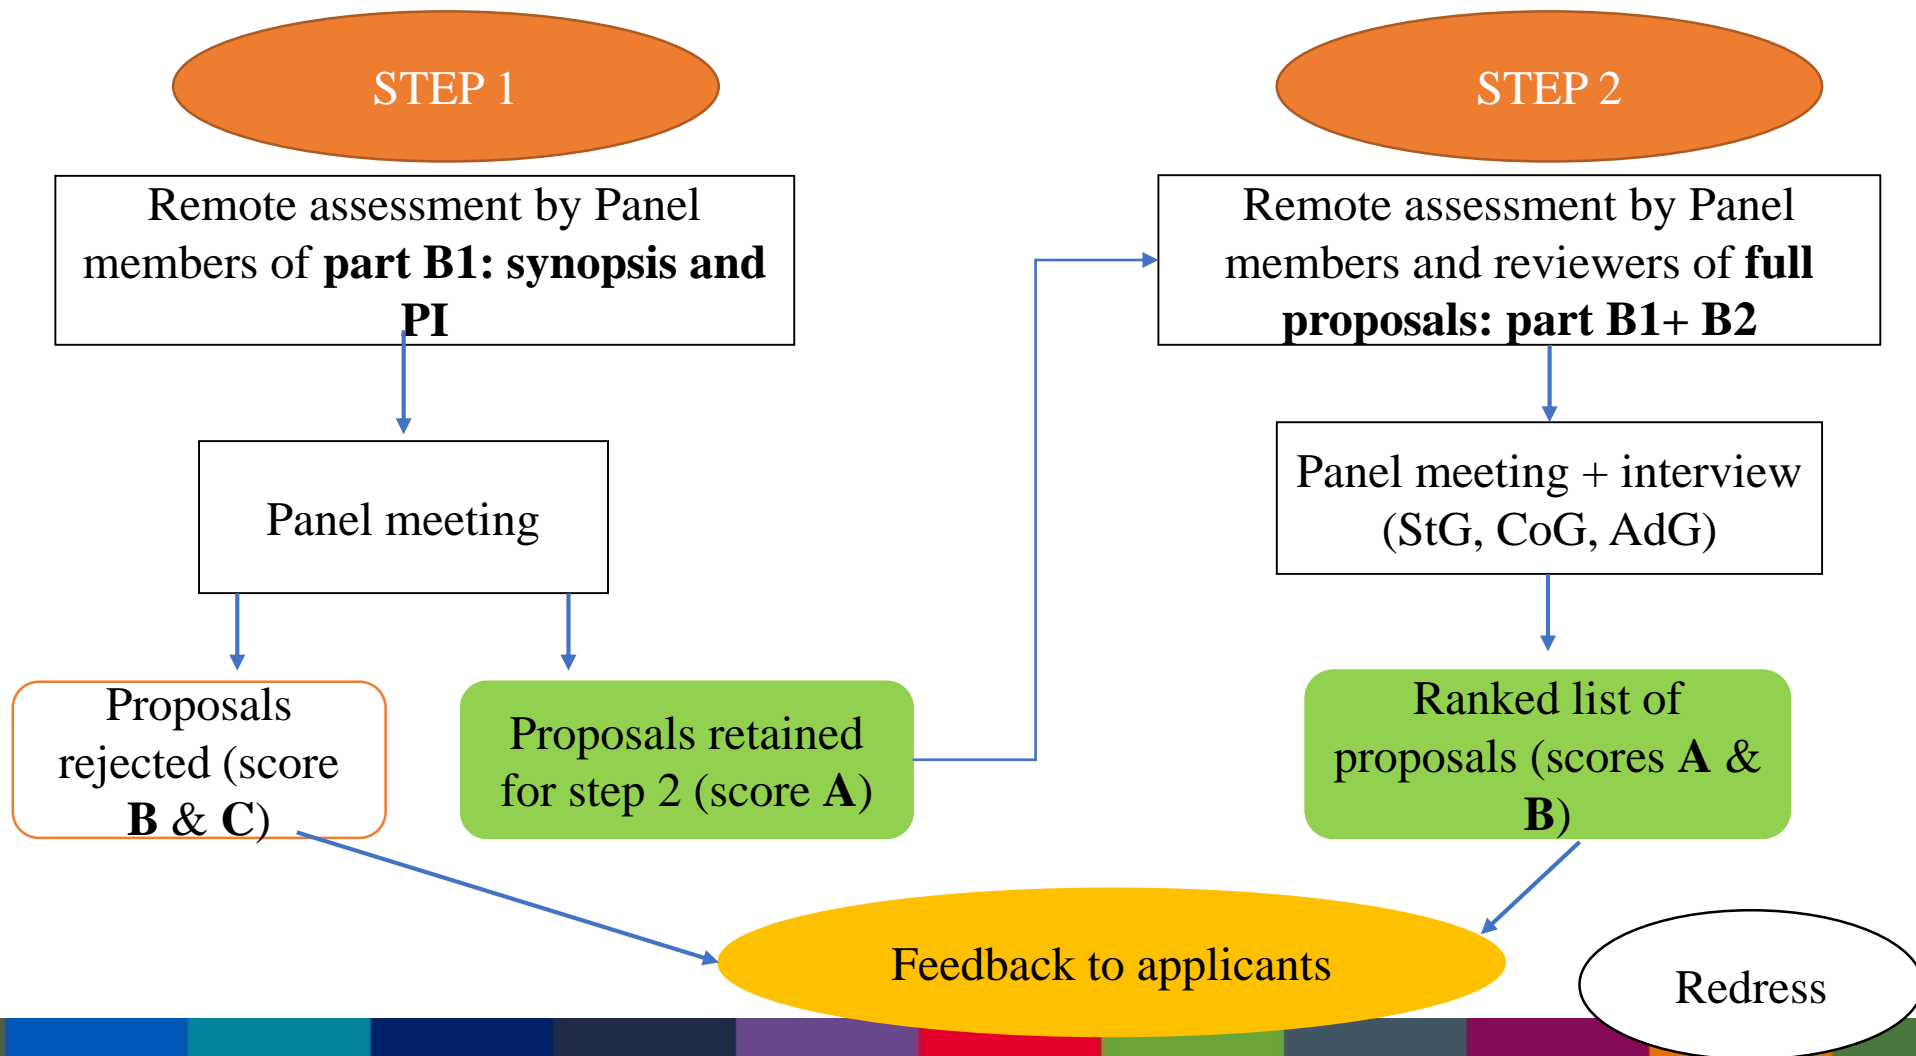 STEP 1
Remote assessment by Panel
members of part B1: synopsis and
PI
Panel meeting
Proposals
rejected (score
B & C)
Proposals retained
for step 2 (score A)
STEP 2
Remote assessment by Panel
members and reviewers of full
proposals: part B1+ B2
Panel meeting + interview
(StG, CoG, AdG)
Ranked list of
proposals (scores A &
B)
Feedback to applicants
Redress